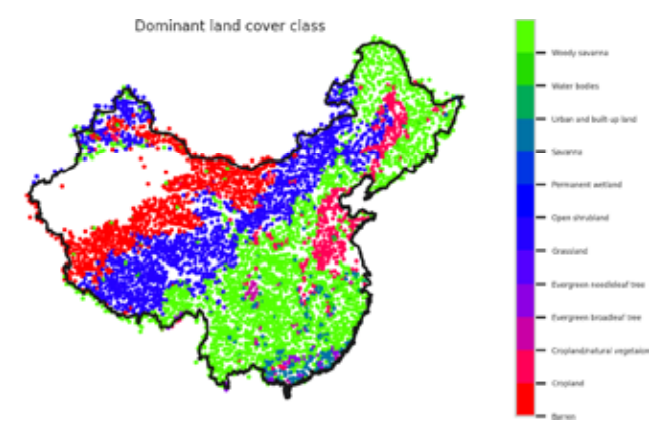 Dominant land cover class
Woody savanna
Water bodies
Urban and built-up land
Savanna
Permanent wetland
Open shrubland
Grassland
Evergreen needleleaf tree
Evergreen broadleaf tree
Cropland/natural vegetaion
Cropland
Barren